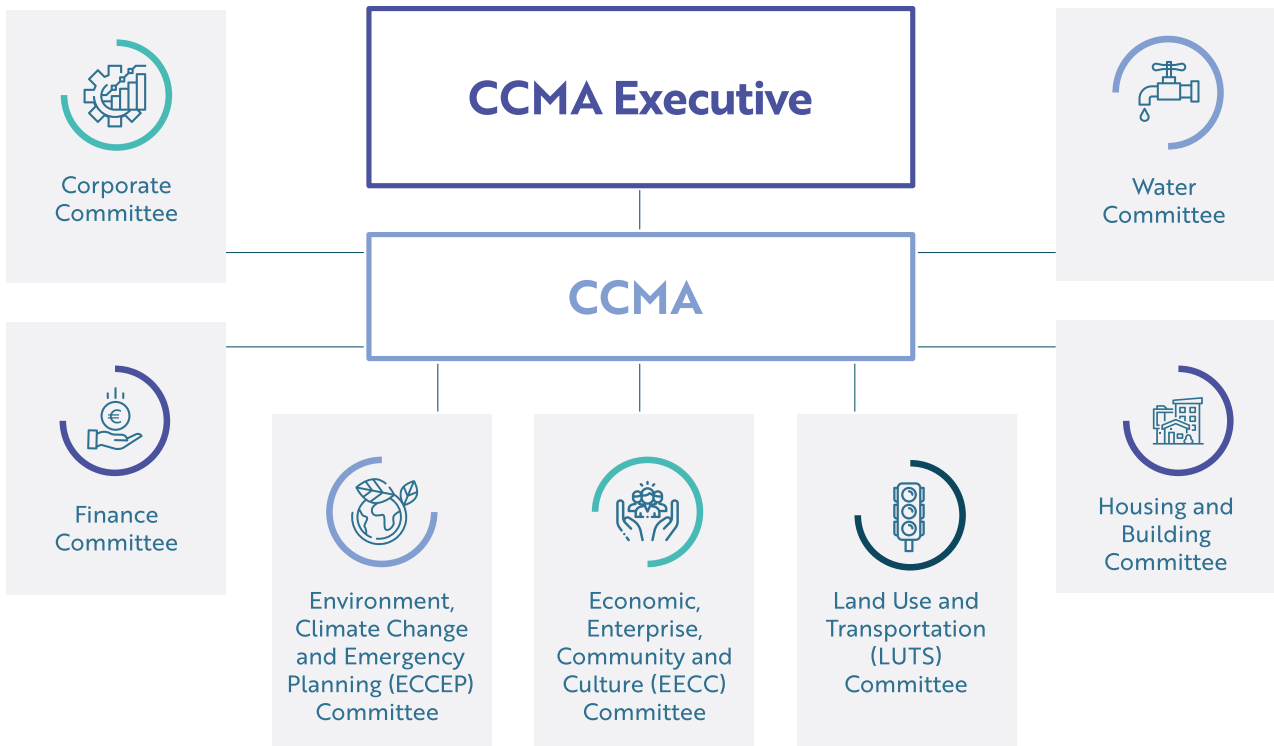 CCMA Executive
Corporate
Committee
Water
Committee
CCMA
Finance
Committee
€
Housing and
Building
Committee
Environment,
Climate Change
and Emergency
Planning (ECCEP)
Committee
Economic,
Enterprise,
Community and
Culture (EECC)
Committee
Land Use and
Transportation
(LUTS)
Committee